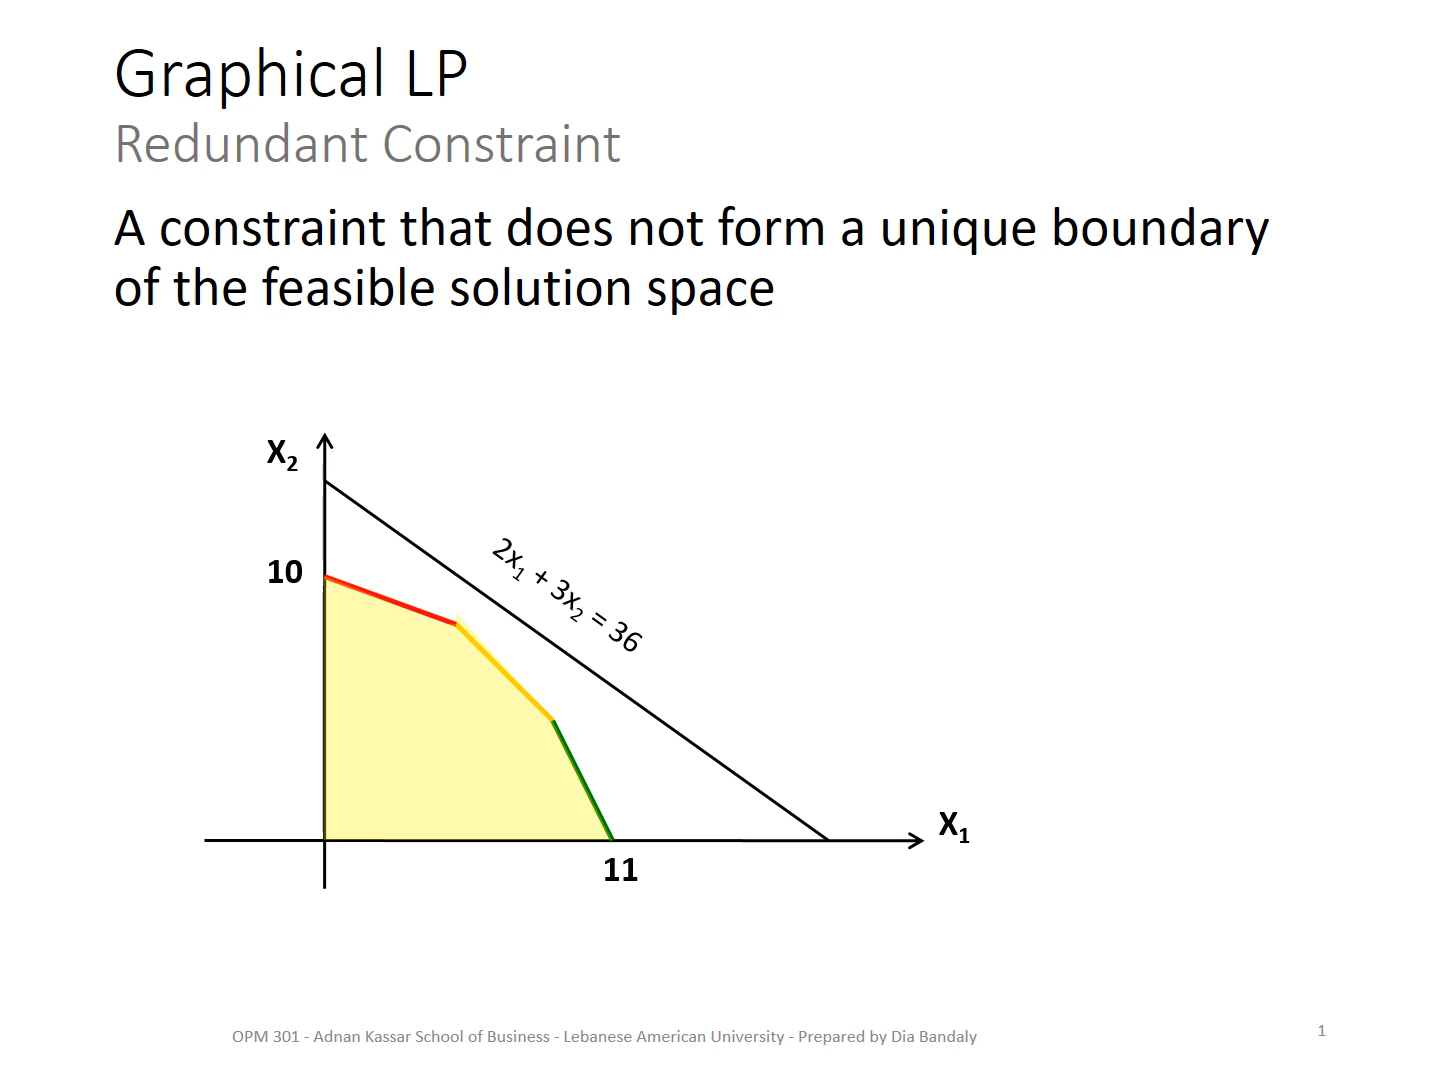 Graphical LP
Redundant Constraint
A constraint that does not form a unique boundary
of the feasible solution space
X₂
10
2x₁ + 3x₂ = 36
X₁
11
OPM 301 - Adnan Kassar School of Business - Lebanese American University - Prepared by Dia Bandaly
1